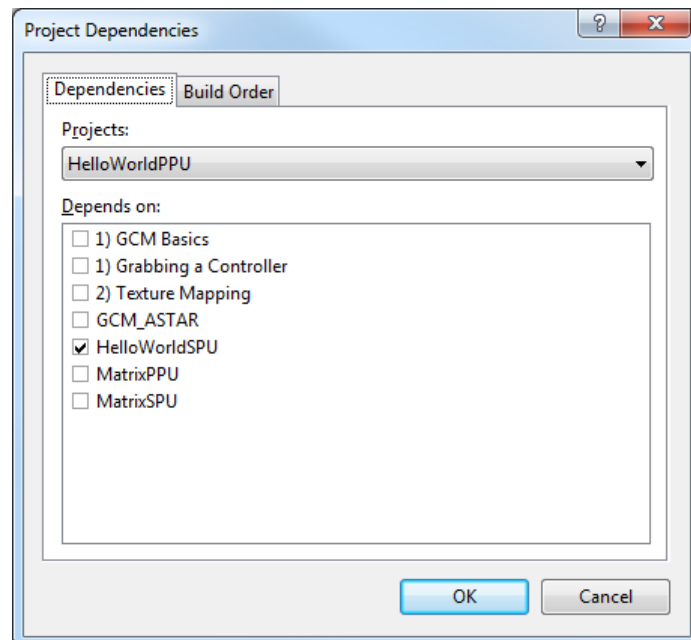 Project Dependencies
?
Dependencies
Build Order
Projects:
HelloWorldPPU
Depends on:
1) GCM Basics
1) Grabbing a Controller
2) Texture Mapping
GCM_ASTAR
HelloWorldSPU
MatrixPPU
MatrixSPU
OK
Cancel